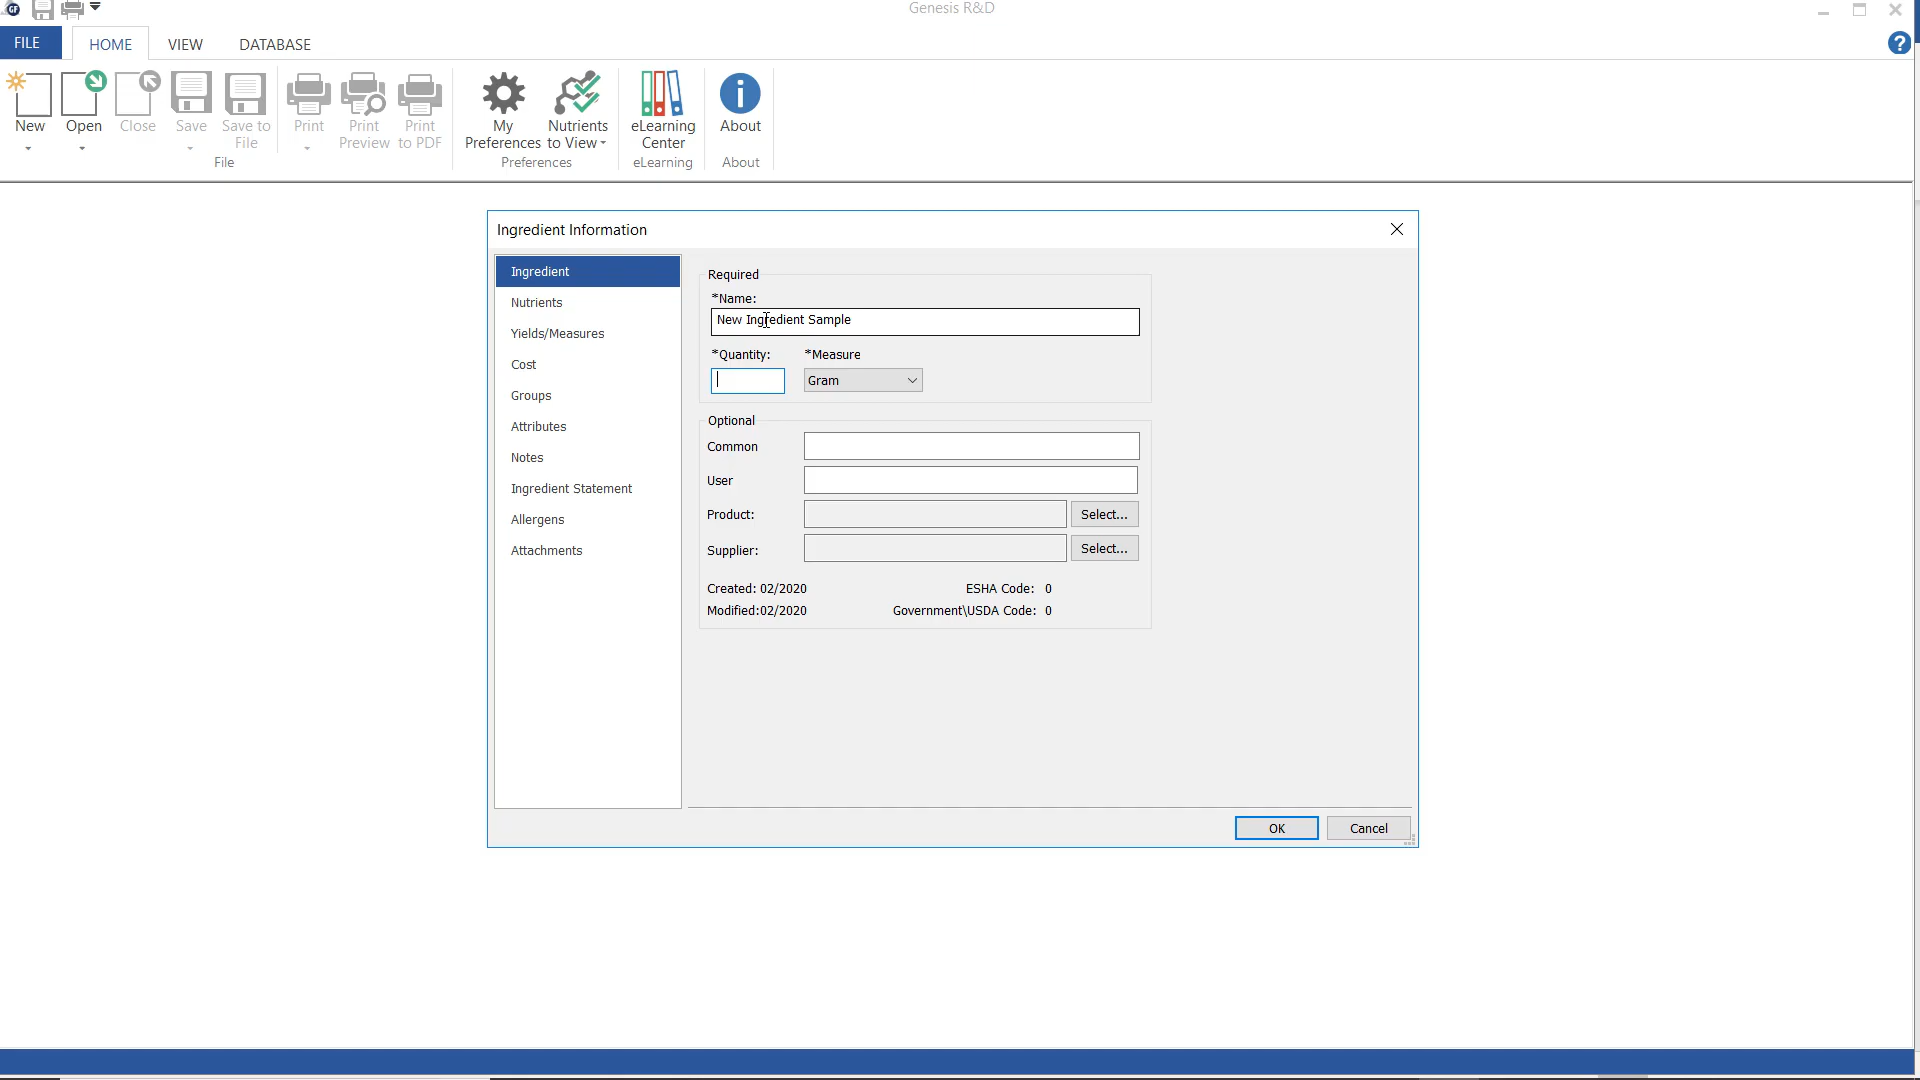 GF
Genesis R&D
FILE HOME VIEW DATABASE
?
New Open Close Save Save to File Print Print Preview Print to PDF
File
My Preferences Nutrients to View
Preferences
eLearning Center
eLearning
About
About
Ingredient Information
Ingredient
Nutrients
Yields/Measures
Cost
Groups
Attributes
Notes
Ingredient Statement
Allergens
Attachments
Required
*Name:
New Ingredient Sample
*Quantity: *Measure
Gram
Optional
Common
User
Product: Select...
Supplier: Select...
Created: 02/2020 ESHA Code: 0
Modified:02/2020 Government\USDA Code: 0
OK Cancel